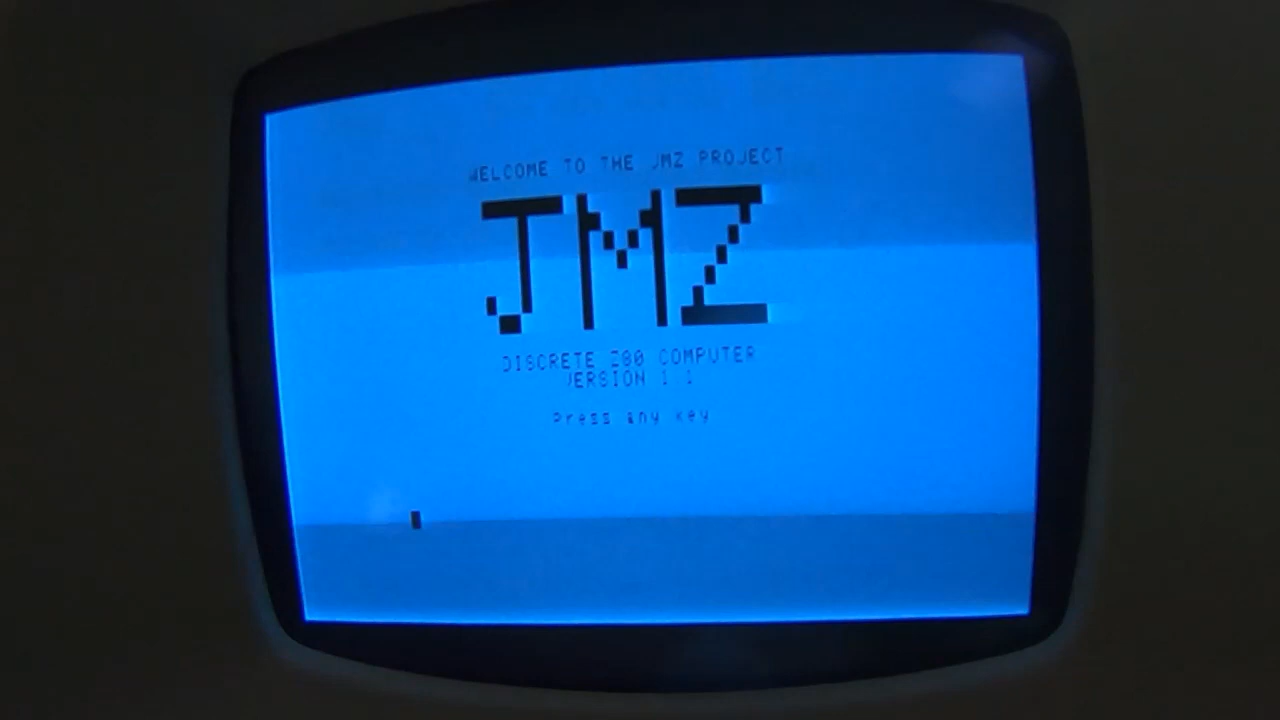 WELCOME TO THE JMZ PROJECT
JMZ
DISCRETE Z80 COMPUTER
VERSION 1.1
Press any key